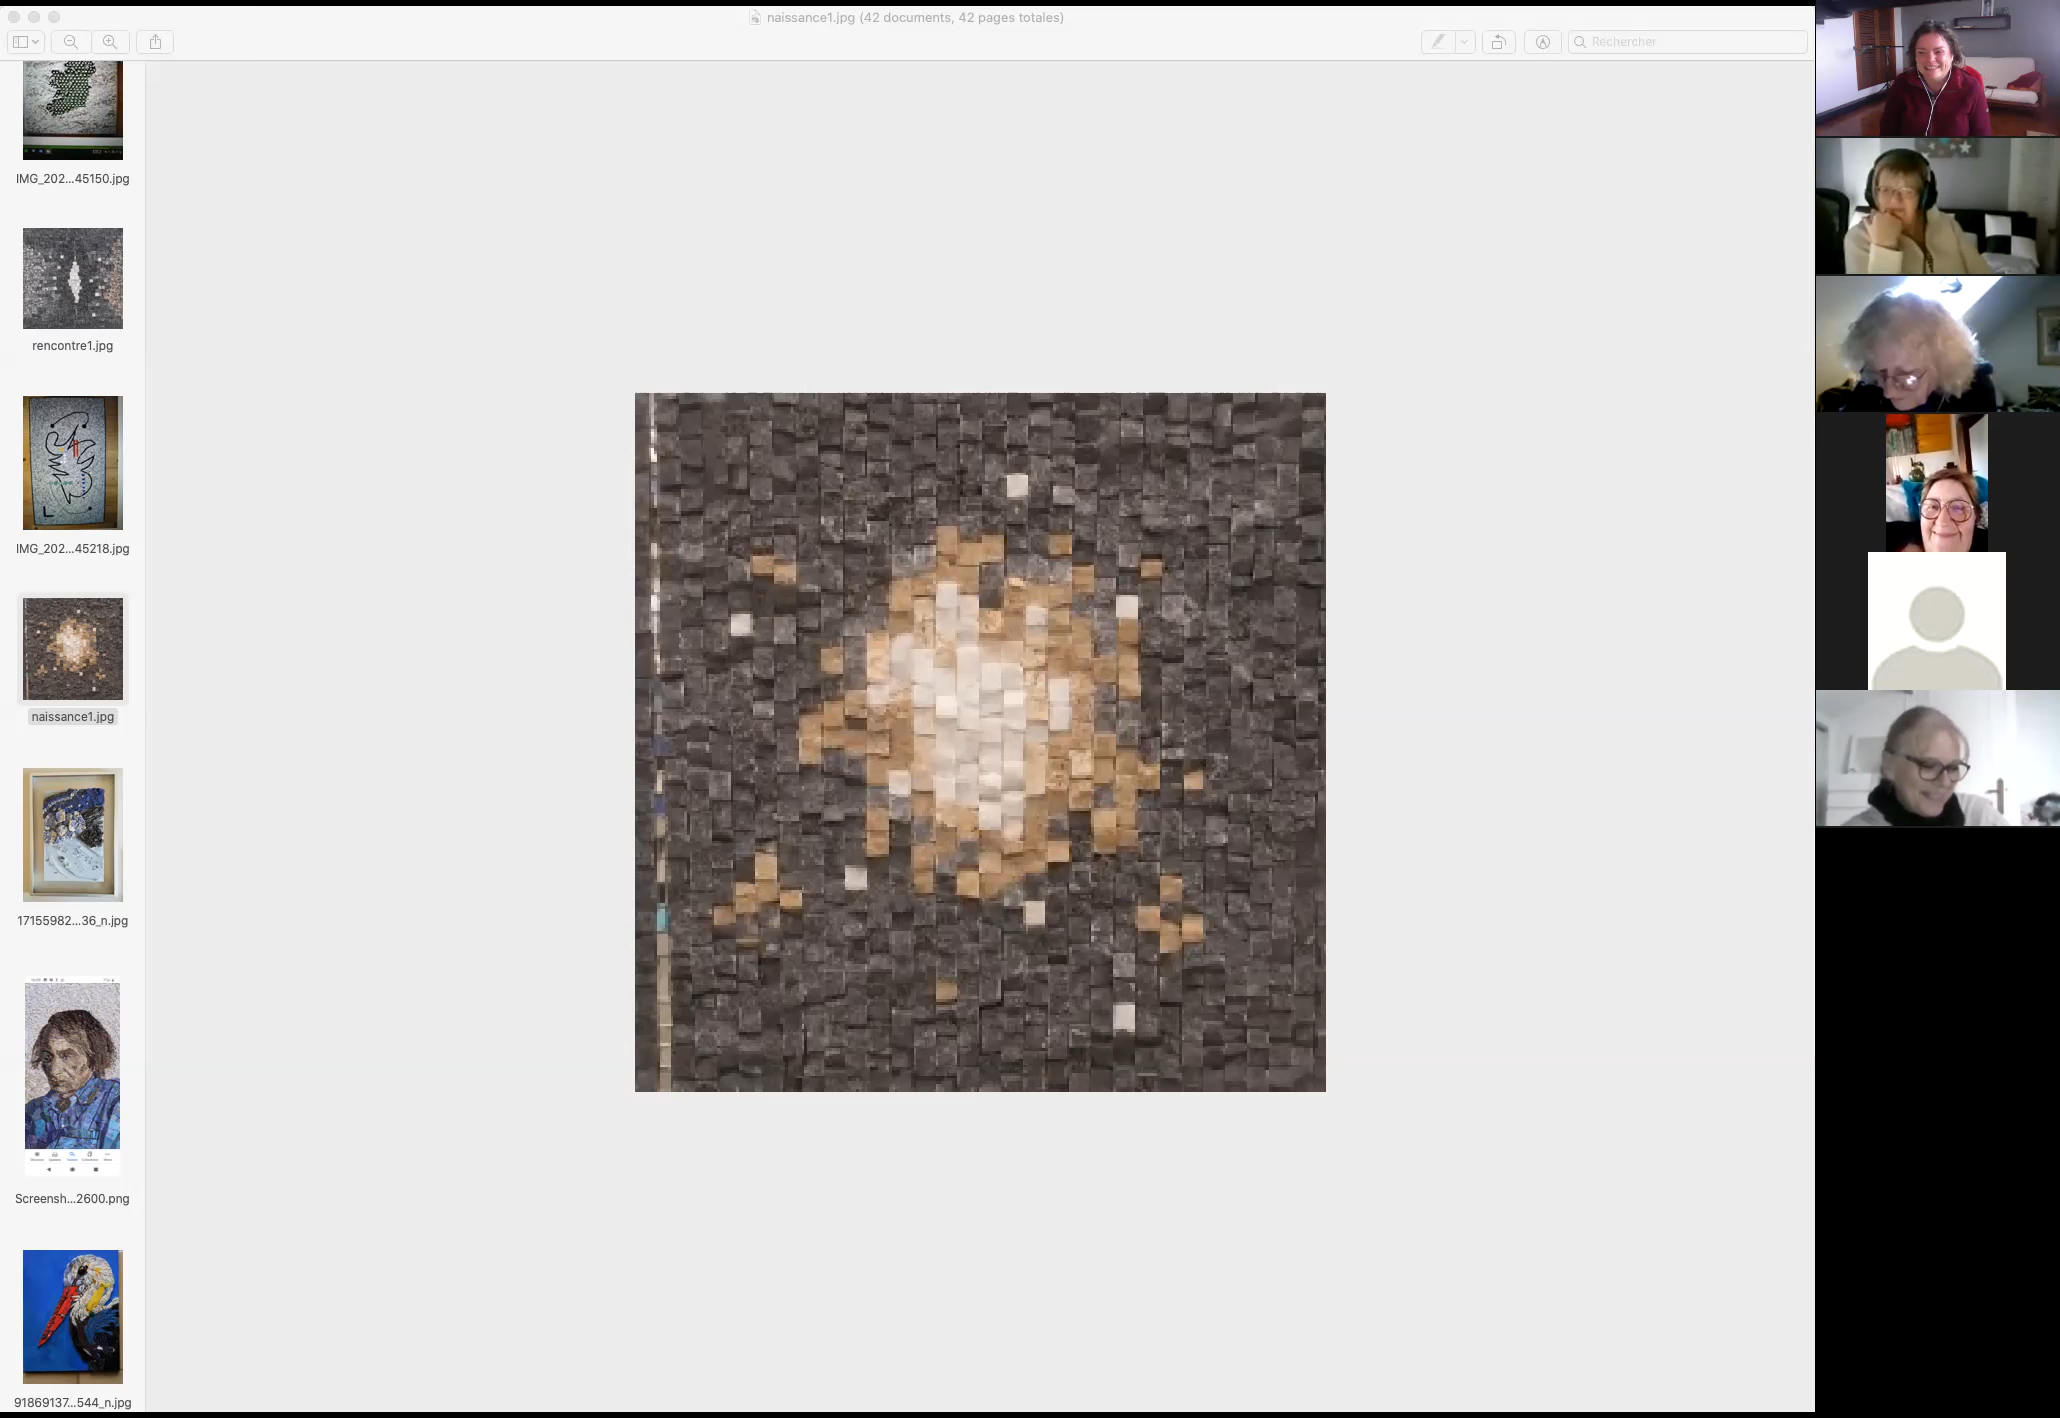 naissance1.jpg (42 documents, 42 pages totales)
Rechercher
IMG_202...45150.jpg
rencontre1.jpg
IMG_202...45218.jpg
naissance1.jpg
17155982...36_n.jpg
Screensh...2600.png
91869137...544_n.jpg